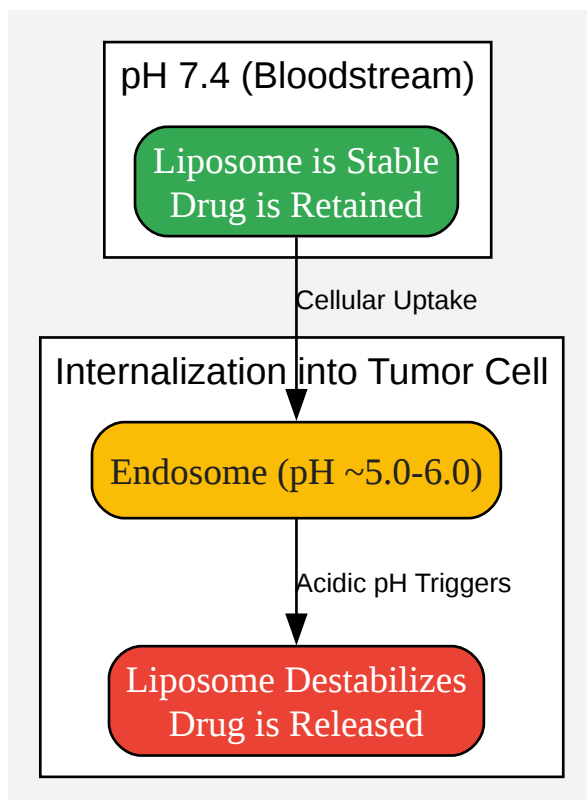 pH 7.4 (Bloodstream)
Liposome is Stable
Drug is Retained
Cellular Uptake
Internalization into Tumor Cell
Endosome (pH ~5.0-6.0)
Acidic pH Triggers
Liposome Destabilizes
Drug is Released